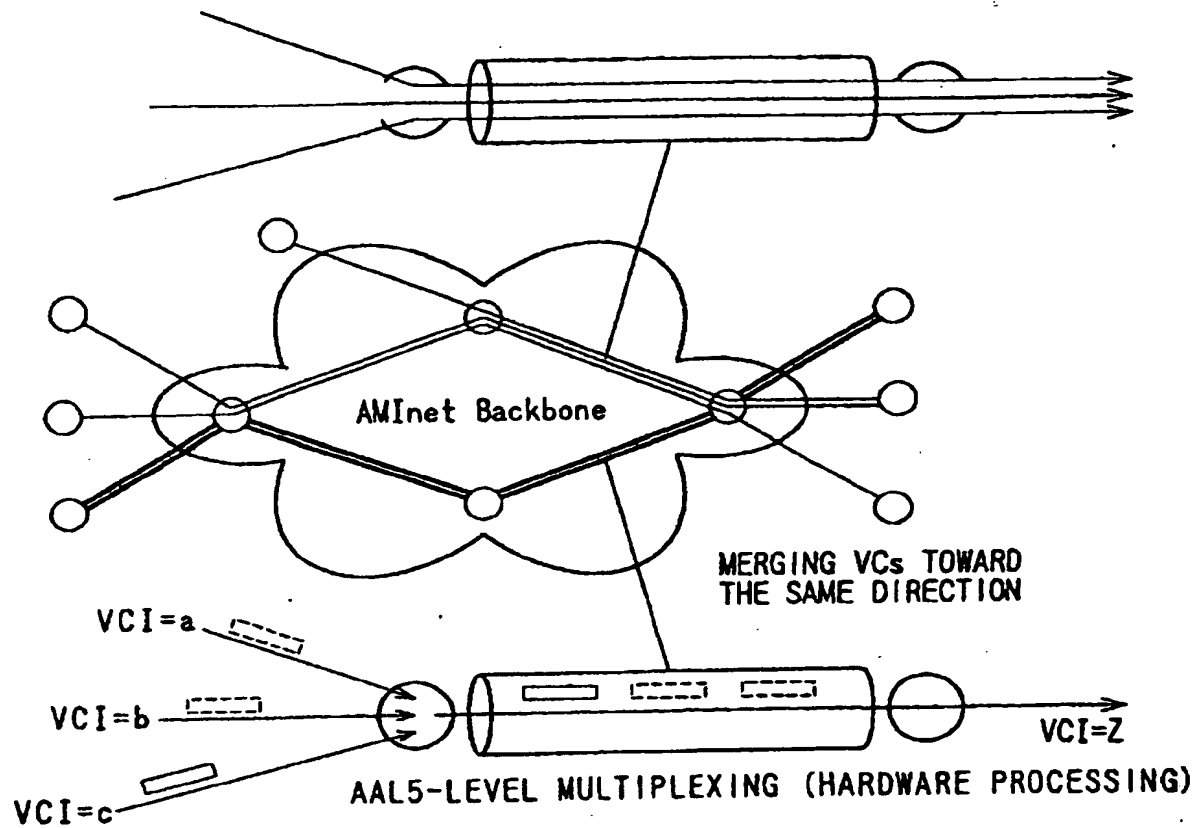 AMInet Backbone
MERGING VCs TOWARD
THE SAME DIRECTION
VCI=a
VCI=b
VCI=c
VCI=Z
AAL5-LEVEL MULTIPLEXING (HARDWARE PROCESSING)